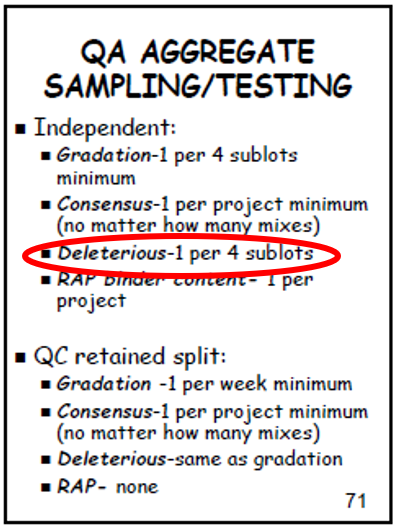 QA AGGREGATE
SAMPLING/TESTING
■ Independent:
■ Gradation-1 per 4 sublots
minimum
■ Consensus-1 per project minimum
(no matter how many mixes)
■ Deleterious-1 per 4 sublots
■ RAP binder content- 1 per
project
■ QC retained split:
■ Gradation -1 per week minimum
■ Consensus-1 per project minimum
(no matter how many mixes)
■ Deleterious-same as gradation
■ RAP- none
71